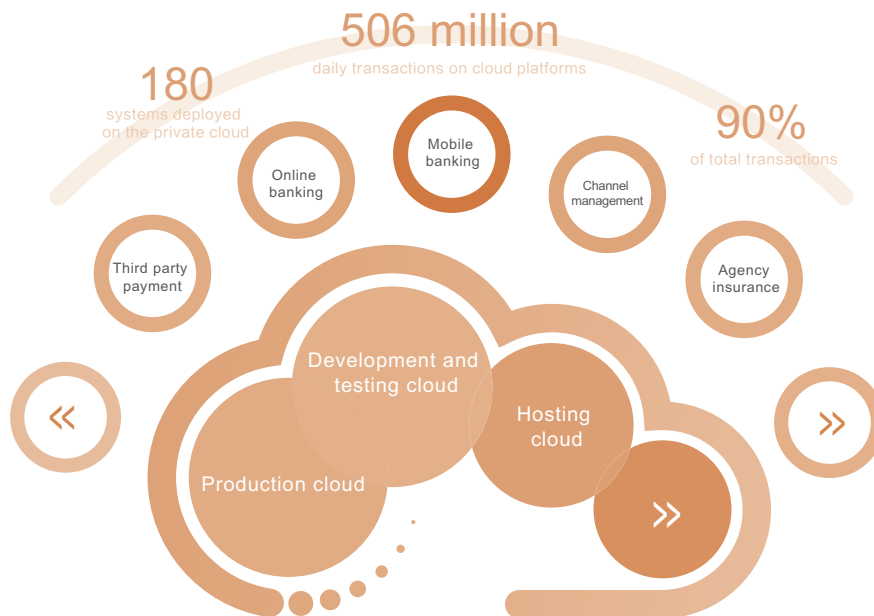 506 million
daily transactions on cloud platforms
180
systems deployed
on the private cloud
90%
of total transactions
Mobile
banking
Online
banking
Channel
management
Third party
payment
Agency
insurance
Development and
testing cloud
Hosting
cloud
Production cloud
«
»
»